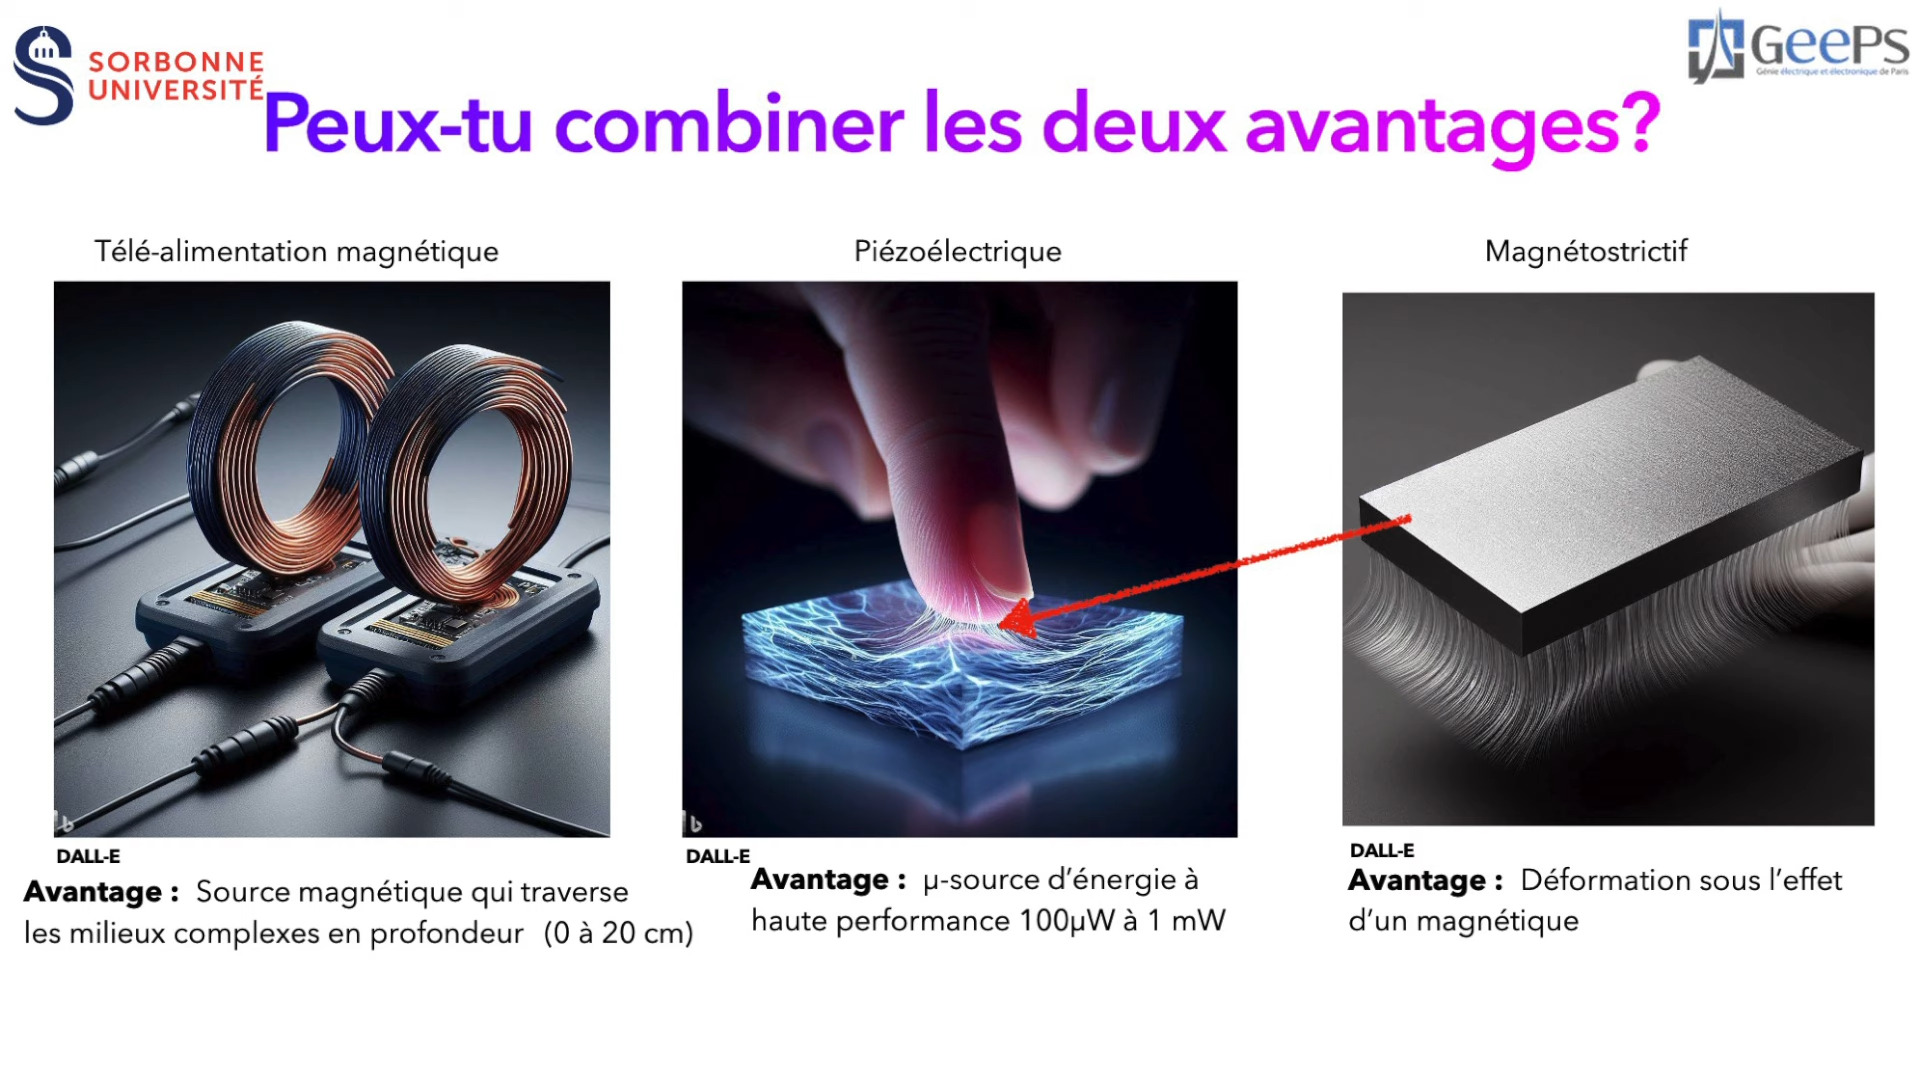 SORBONNE
UNIVERSITÉ
GeePs
Génie électrique et électronique de Paris
Peux-tu combiner les deux avantages?
Télé-alimentation magnétique
Piézoélectrique
Magnétostrictif
DALL-E
Avantage : Source magnétique qui traverse
les milieux complexes en profondeur (0 à 20 cm)
DALL-E
Avantage : µ-source d'énergie à
haute performance 100µW à 1 mW
DALL-E
Avantage : Déformation sous l'effet
d'un magnétique